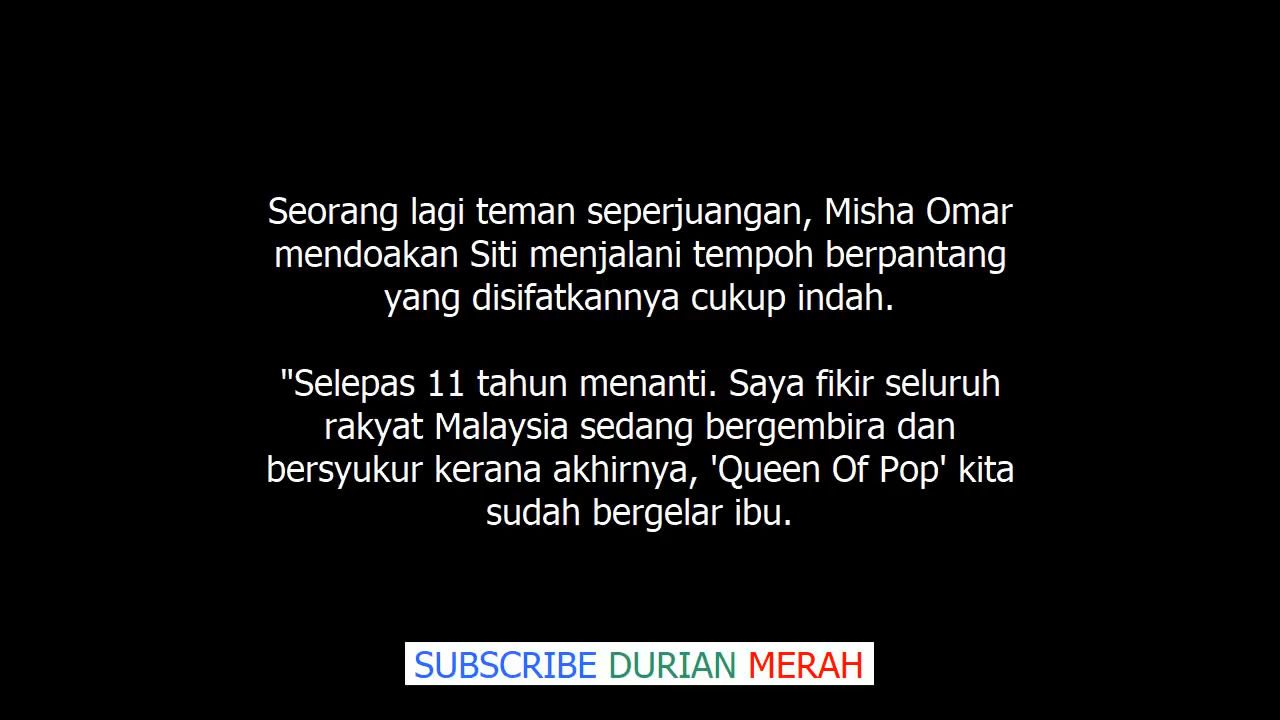 Seorang lagi teman seperjuangan, Misha Omar
mendoakan Siti menjalani tempoh berpantang
yang disifatkannya cukup indah.
"Selepas 11 tahun menanti. Saya fikir seluruh
rakyat Malaysia sedang bergembira dan
bersyukur kerana akhirnya, 'Queen Of Pop' kita
sudah bergelar ibu.
SUBSCRIBE DURIAN MERAH